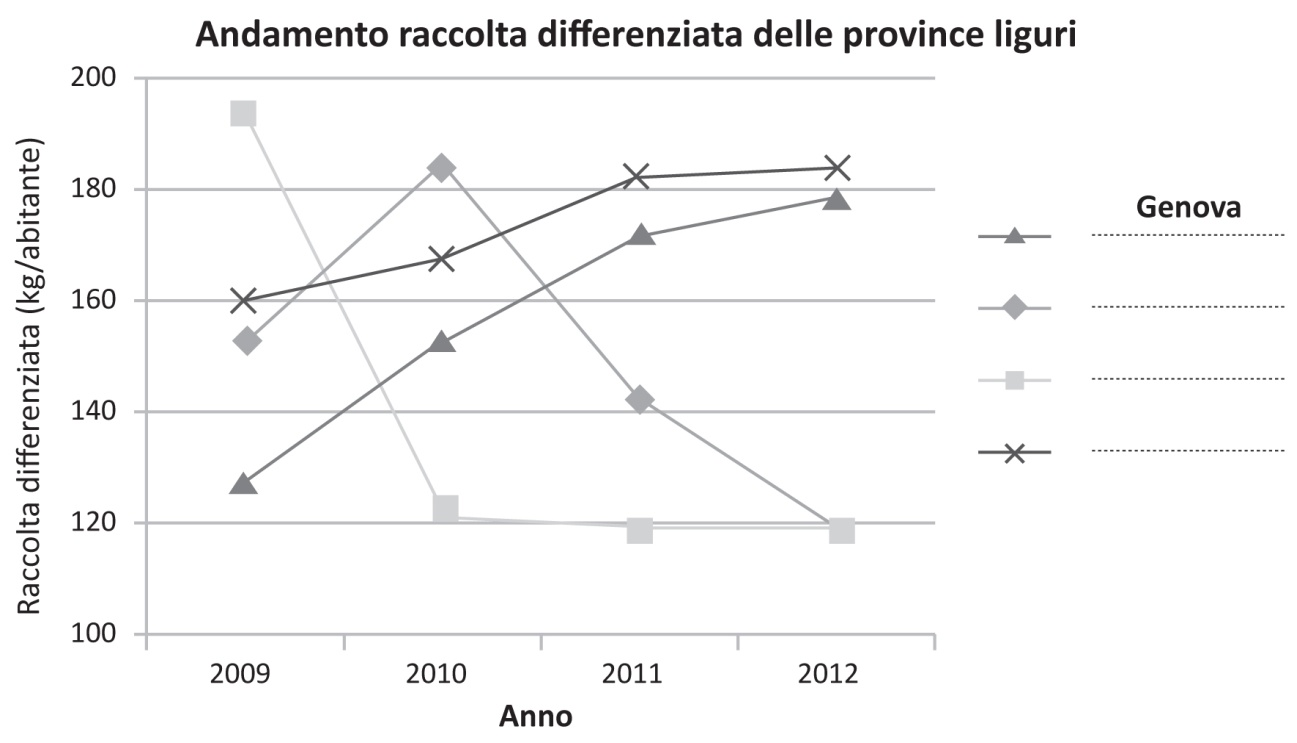 Andamento raccolta differenziata delle province liguri
Raccolta differenziata (kg/abitante)
200
180
160
140
120
100
2009 2010 2011 2012
Anno
Genova